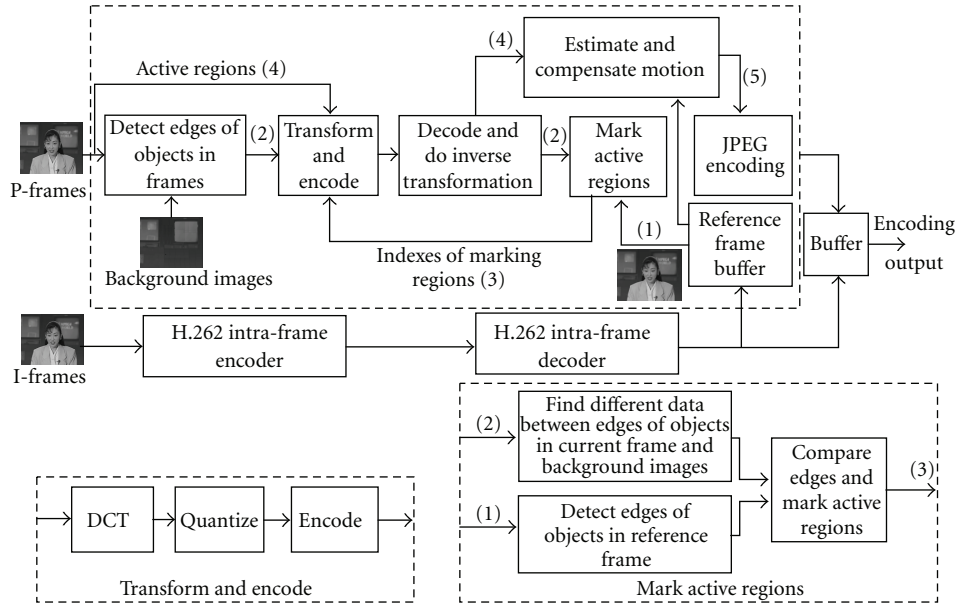 Active regions (4)
(4)
Estimate and
compensate motion
(5)
P-frames
Detect edges of
objects in
frames
(2)
Transform
and
encode
Decode and
do inverse
transformation
(2)
Mark
active
regions
JPEG
encoding
Background images
Indexes of marking
regions (3)
(1)
Reference
frame
buffer
Buffer
Encoding
output
I-frames
H.262 intra-frame
encoder
H.262 intra-frame
decoder
(2)
Find different data
between edges of objects
in current frame and
background images
(1)
Detect edges of
objects in reference
frame
Compare
edges and
mark active
regions
(3)
Mark active regions
DCT
Quantize
Encode
Transform and encode